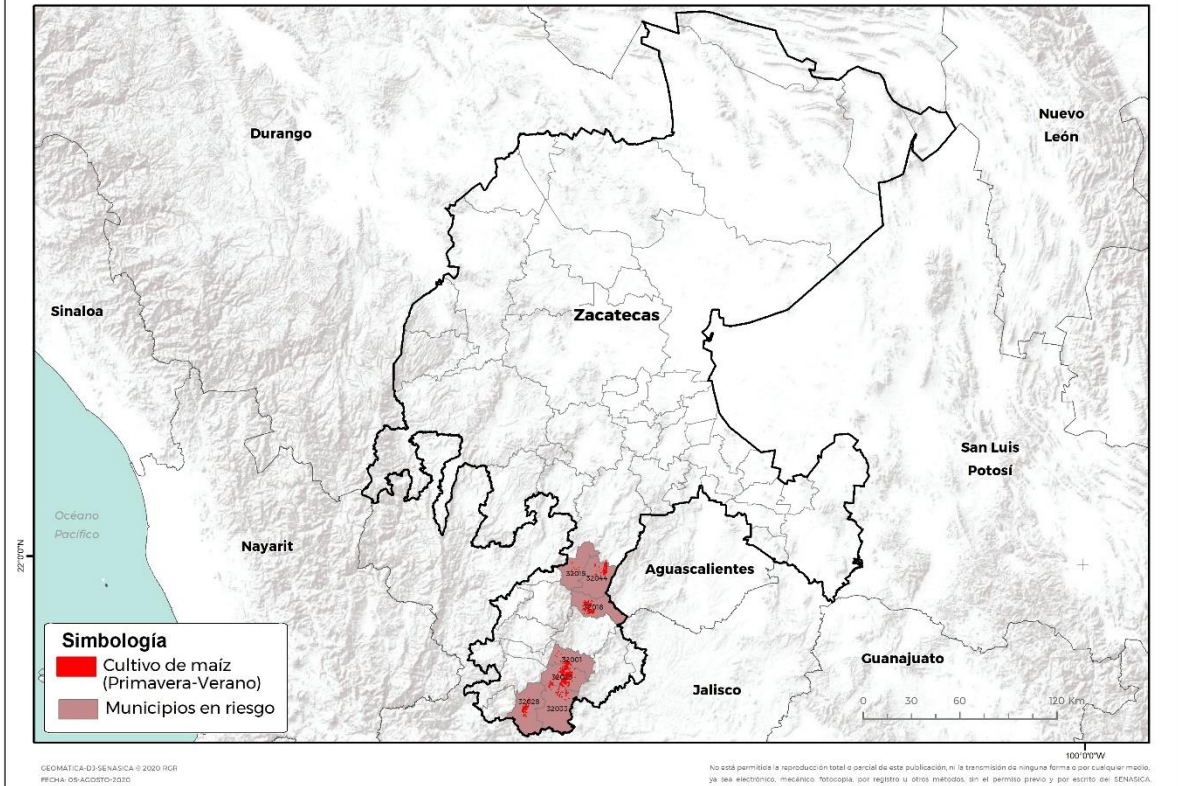 Durango
Nuevo
León
Sinaloa
Zacatecas
San Luis
Potosí
Océano
Pacífico
Nayarit
22°0'0"N
32015
32044
Aguascalientes
32001
32028
32033
Guanajuato
Jalisco
Simbología
Cultivo de maíz
(Primavera-Verano)
Municipios en riesgo
0 30 60 120 Km
100°0'0"W
GEOMATICA-DJ-SENASICA © 2020 RGR
FECHA: 05-AGOSTO-2020
No está permitida la reproducción total o parcial de esta publicación, ni la transmisión de ninguna forma o por cualquier medio,
ya sea electrónico, mecánico, fotocopia, por registro u otros métodos, sin el permiso previo y por escrito del SENASICA.